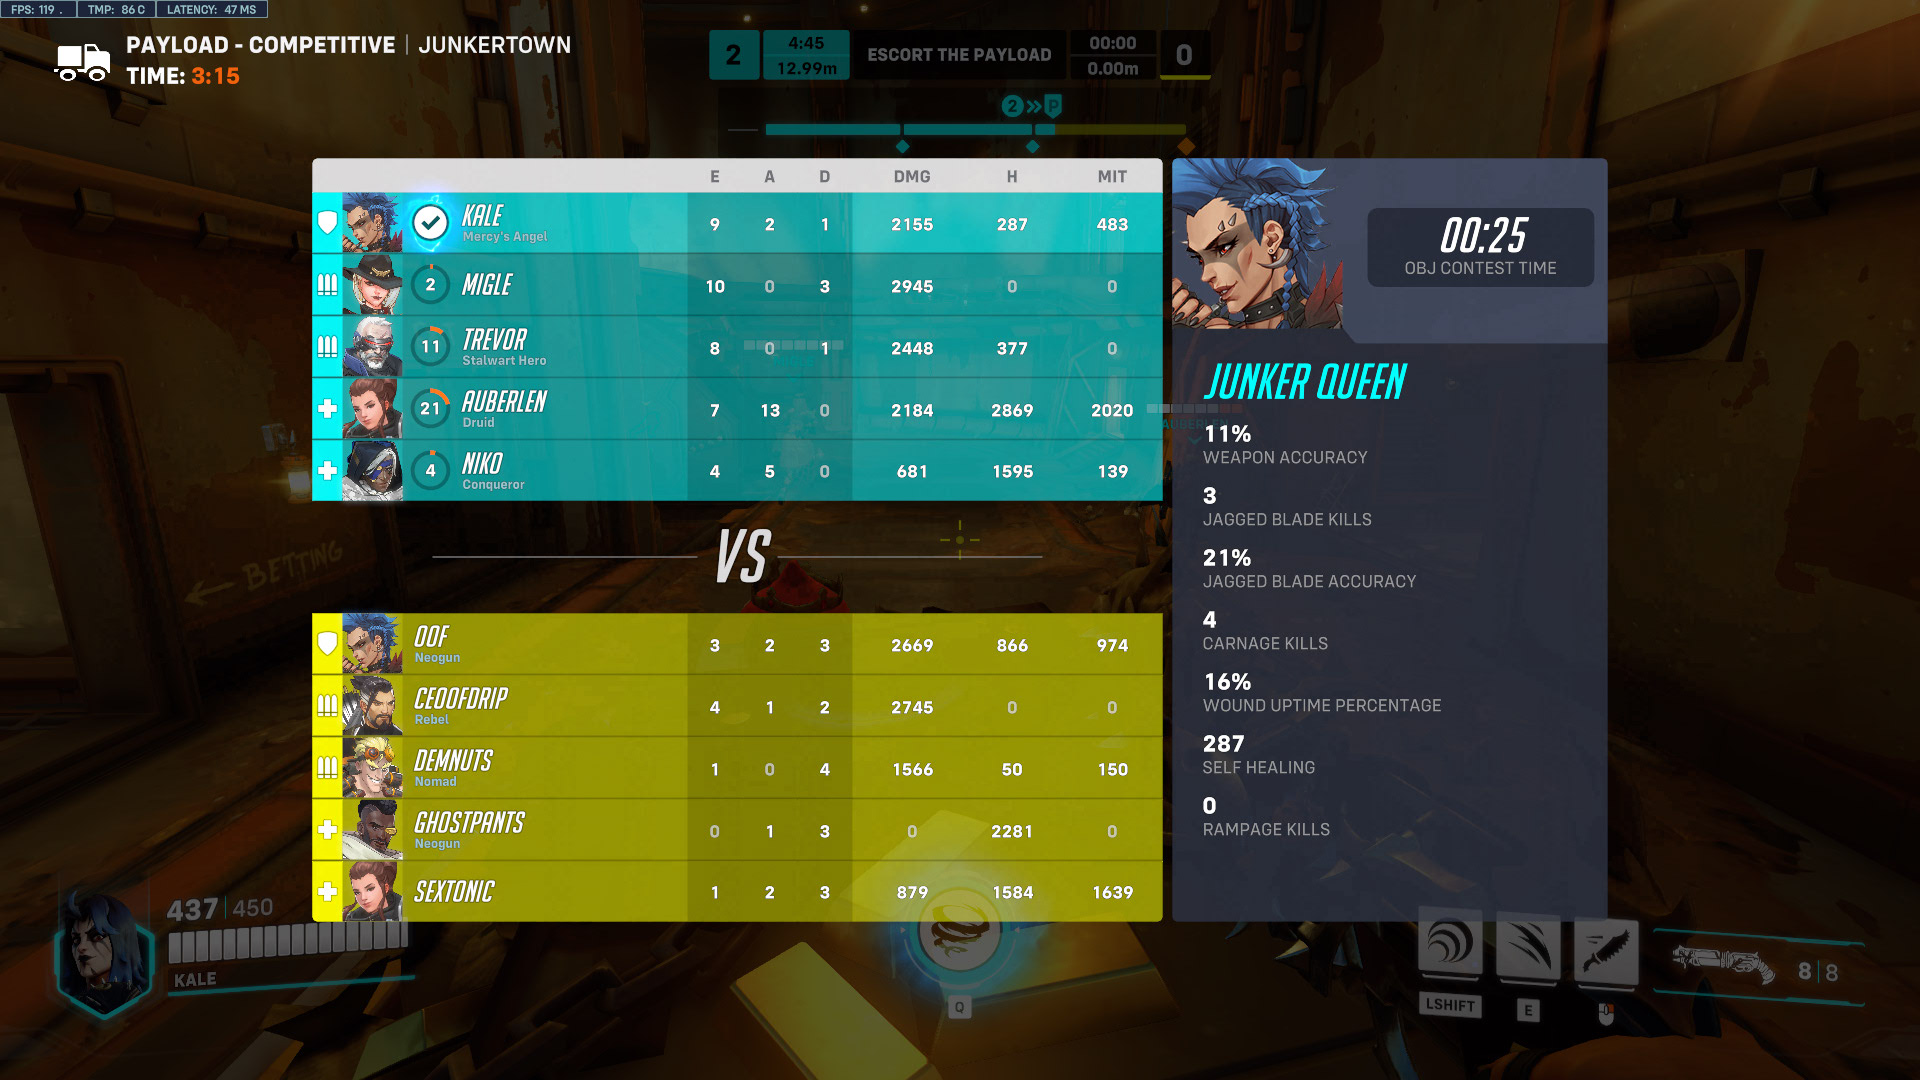 FPS: 119 . TMP: 86 C LATENCY: 47 MS
PAYLOAD - COMPETITIVE | JUNKERTOWN
TIME: 3:15
2 4:45 12.99m ESCORT THE PAYLOAD 00:00 0.00m 0
2 » P
E A D DMG H MIT
KALE 9 2 1 2155 287 483
Mercy's Angel
2 MIGLE 10 0 3 2945 0 0
11 TREVOR 8 0 1 2448 377 0
Stalwart Hero
21 AUBERLEN 7 13 0 2184 2869 2020
Druid
4 NIKO 4 5 0 681 1595 139
Conqueror
VS
OOF 3 2 3 2669 866 974
Neogun
CEOOFDRIP 4 1 2 2745 0 0
Rebel
DEMNUTS 1 0 4 1566 50 150
Nomad
GHOSTPANTS 0 1 3 0 2281 0
Neogun
SEXTONIC 1 2 3 879 1584 1639
00:25
OBJ CONTEST TIME
JUNKER QUEEN
11%
WEAPON ACCURACY
3
JAGGED BLADE KILLS
21%
JAGGED BLADE ACCURACY
4
CARNAGE KILLS
16%
WOUND UPTIME PERCENTAGE
287
SELF HEALING
0
RAMPAGE KILLS
BETTING
437 | 450
KALE
Q
LSHIFT E
8 | 8